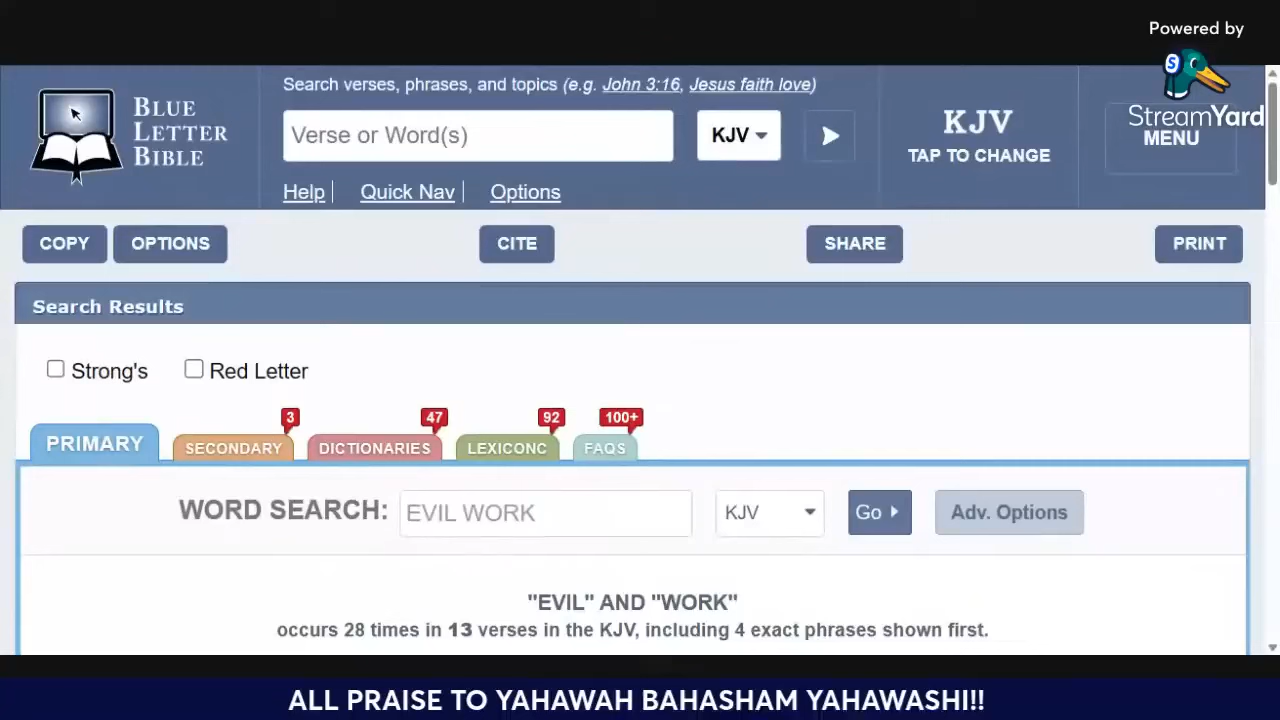 Powered by
StreamYard
Search verses, phrases, and topics (e.g. John 3:16, Jesus faith love)
BLUE
LETTER
BIBLE
Verse or Word(s)
KJV
KJV
TAP TO CHANGE
MENU
Help
Quick Nav
Options
COPY
OPTIONS
CITE
SHARE
PRINT
Search Results
Strong's
Red Letter
3
47
92
100+
PRIMARY
SECONDARY
DICTIONARIES
LEXICONC
FAQS
WORD SEARCH:
EVIL WORK
KJV
Go
Adv. Options
"EVIL" AND "WORK"
occurs 28 times in 13 verses in the KJV, including 4 exact phrases shown first.
ALL PRAISE TO YAHAWAH BAHASHAM YAHAWASHI!!